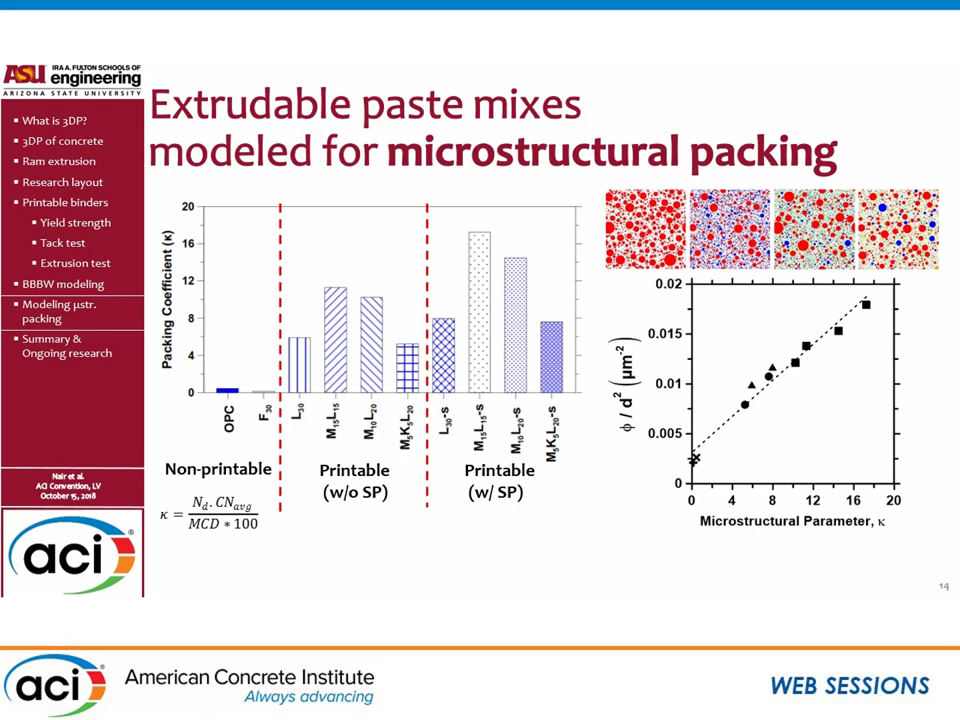 ASU IRA A. FULTON SCHOOLS OF
engineering
ARIZONA STATE UNIVERSITY
Extrudable paste mixes
modeled for microstructural packing
▪ What is 3DP?
▪ 3DP of concrete
▪ Ram extrusion
▪ Research layout
▪ Printable binders
▪ Yield strength
▪ Tack test
▪ Extrusion test
▪ BBBW modeling
▪ Modeling µstr.
packing
▪ Summary &
Ongoing research
Nair et al.
ACI Convention, LV
October 15, 2018
aci®
Packing Coefficient (κ)
20
16
12
8
4
0
OPC
F30
L30
M15L15
M10L20
M5K5L20
L30-s
M15L15-s
M10L20-s
M5K5L20-s
Non-printable
Printable
(w/o SP)
Printable
(w/ SP)
κ = Nd . CNavg / MCD * 100
ϕ / d² (µm⁻²)
0.02
0.015
0.01
0.005
0
0 4 8 12 16 20
Microstructural Parameter, κ
14
aci® American Concrete Institute
Always advancing
WEB SESSIONS